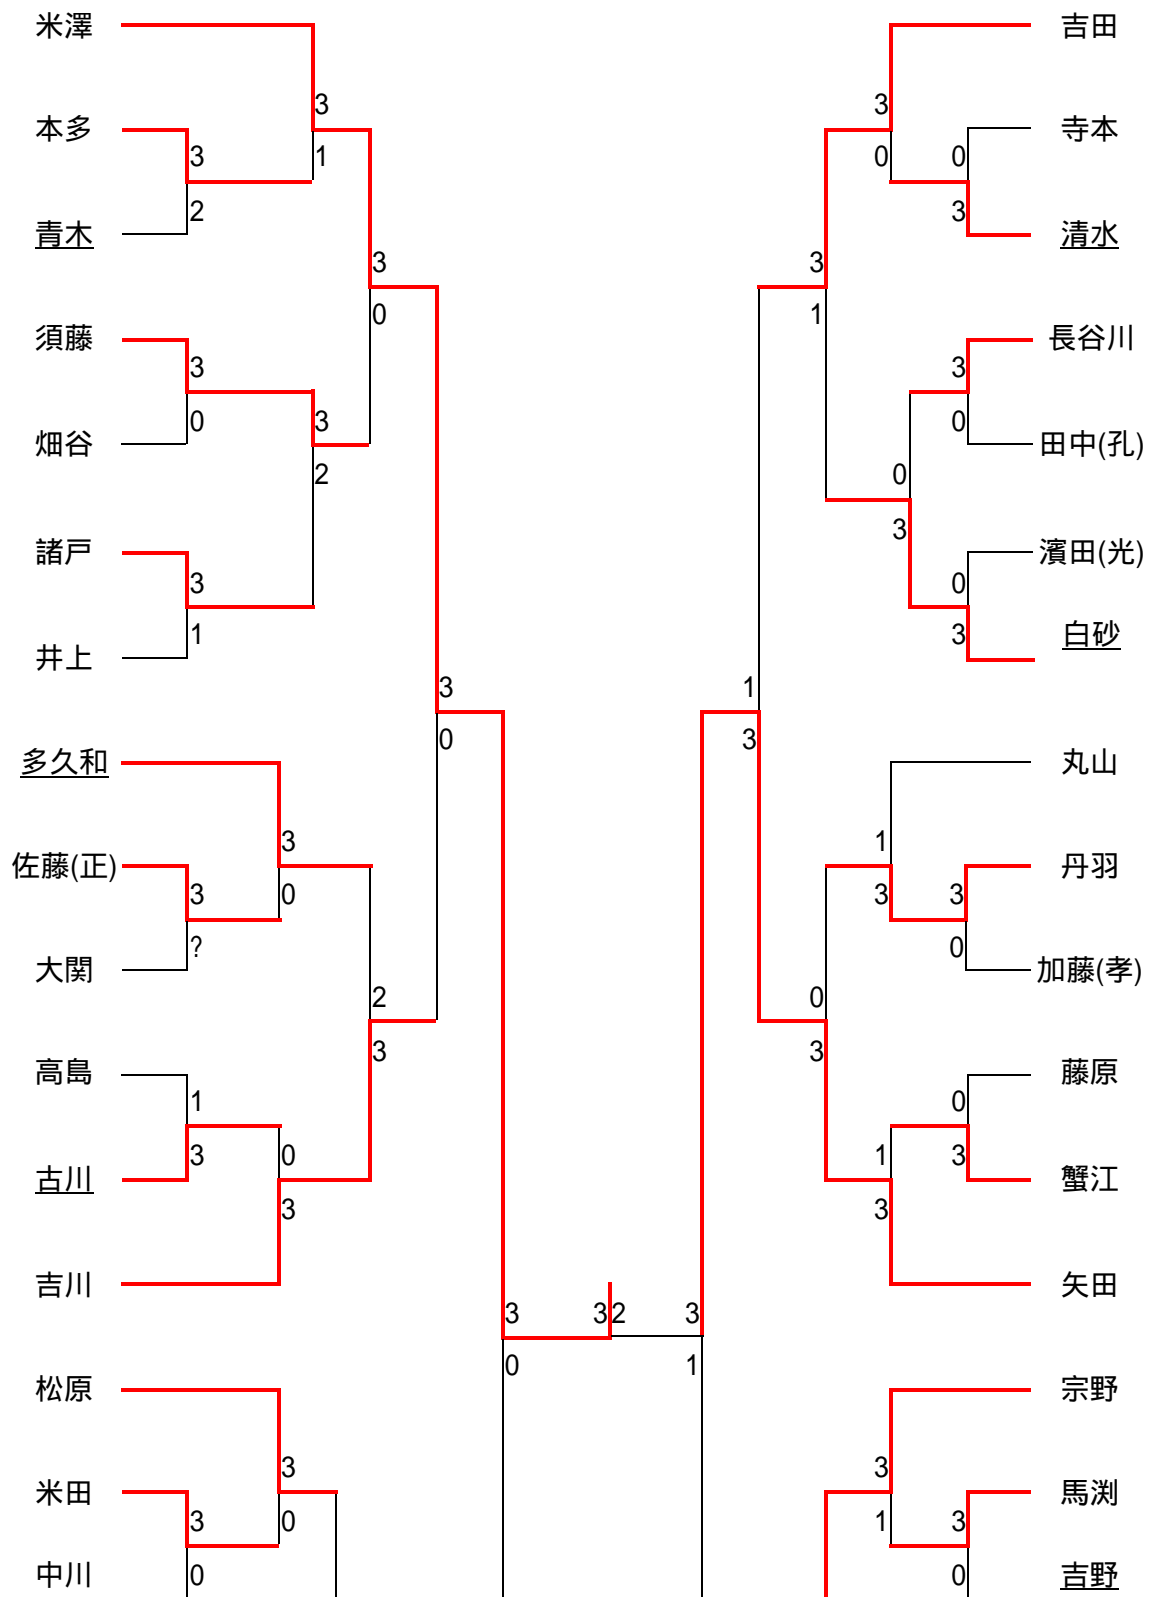 米澤 吉田
3 3
本多 寺本
3 1 0 0
2 3
青木 清水
3 3
0 1
須藤 長谷川
3 3
0 3 0
畑谷 田中(孔)
2 0
3
諸戸 濱田(光)
3 0
1 3
井上 白砂
3 1
0 3
多久和 丸山
3 1
佐藤(正) 丹羽
3 0 3 3
? 0
大関 加藤(孝)
2 0
3 3
高島 藤原
1 0
3 0 1 3
古川 蟹江
3 3
吉川 矢田
3 3 2 3
0 1
松原 宗野
3 3
米田 馬渕
3 0 1 3
中川 0 0 吉野